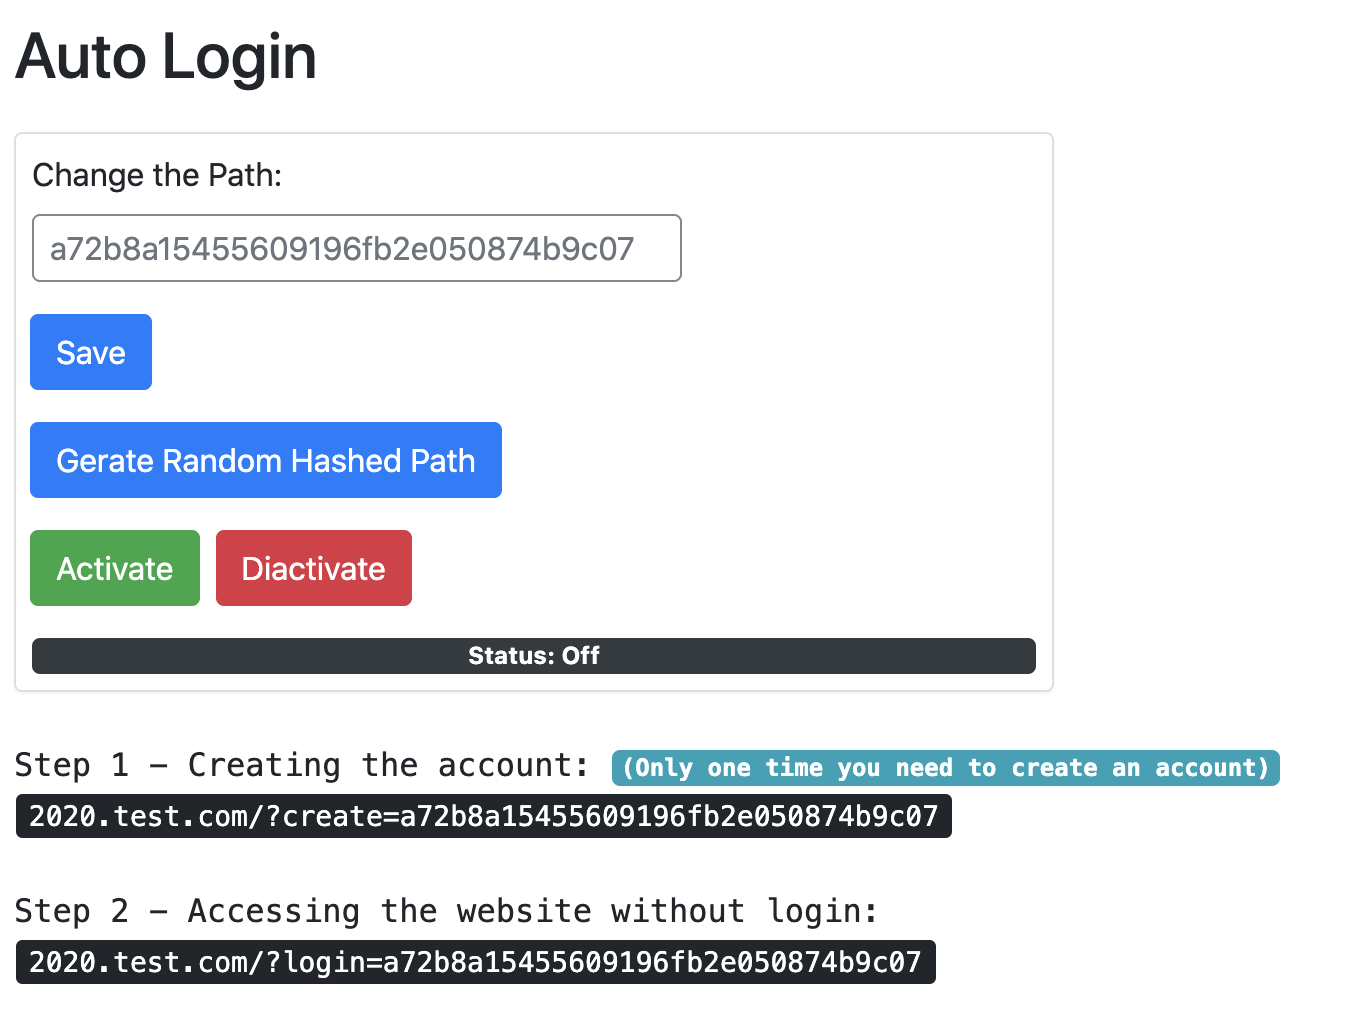 Auto Login
Change the Path:
a72b8a15455609196fb2e050874b9c07
Save
Gerate Random Hashed Path
Activate Diactivate
Status: Off
Step 1 - Creating the account: (Only one time you need to create an account)
2020.test.com/?create=a72b8a15455609196fb2e050874b9c07
Step 2 - Accessing the website without login:
2020.test.com/?login=a72b8a15455609196fb2e050874b9c07